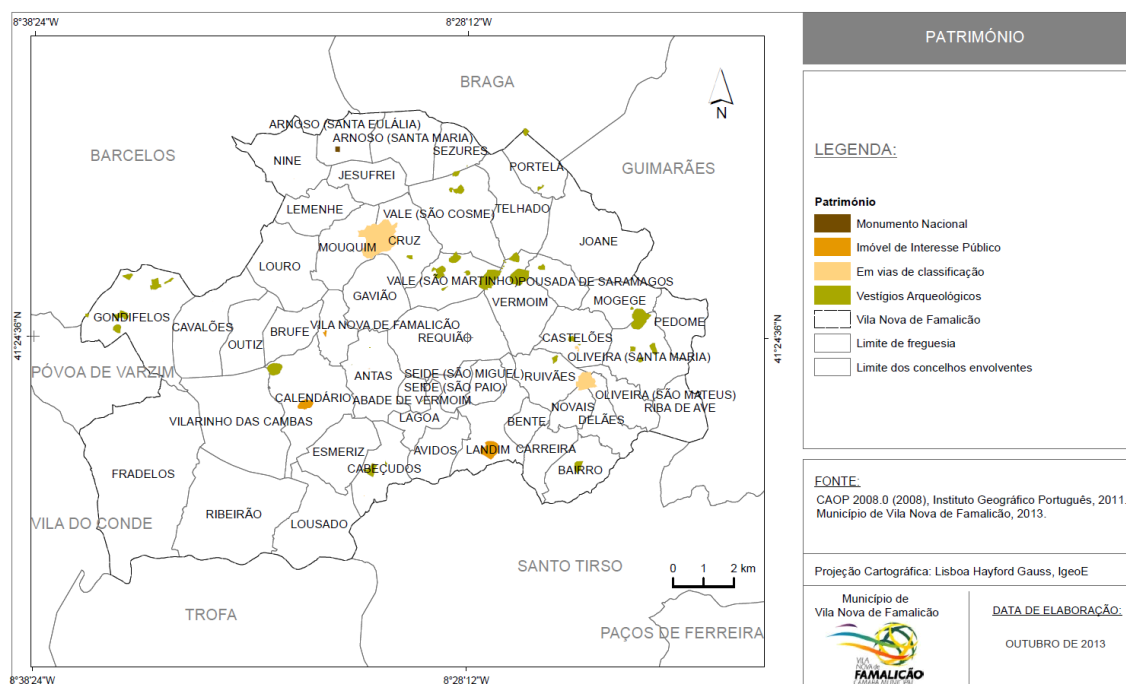 8°38'24"W
8°28'12"W
PATRIMÓNIO
BRAGA
N
ARNOSO (SANTA EULÁLIA)
ARNOSO (SANTA MARIA)
SEZURES
BARCELOS
NINE
PORTELA
GUIMARÃES
JESUFREI
LEMENHE
VALE (SÃO COSME)
TELHADO
MOUQUIM
CRUZ
JOANE
LOURO
VALE (SÃO MARTINHO)
POUSADA DE SARAMAGOS
GAVIÃO
VERMOIM
MOGEGE
GONDIFELOS
CAVALÕES
BRUFE
VILA NOVA DE FAMALICÃO
PEDOME
41°24'36"N
41°24'36"N
OUTIZ
REQUIÃO
CASTELÕES
OLIVEIRA (SANTA MARIA)
PÓVOA DE VARZIM
ANTAS
SEIDE (SÃO MIGUEL)
RUIVÃES
SEIDE (SÃO PAIO)
CALENDÁRIO
ABADE DE VERMOIM
OLIVEIRA (SÃO MATEUS)
NOVAIS
RIBA DE AVE
VILARINHO DAS CAMBAS
LAGOA
BENTE
DELÃES
ESMERIZ
AVIDOS
LANDIM
CARREIRA
FRADELOS
CABEÇUDOS
BAIRRO
RIBEIRÃO
VILA DO CONDE
LOUSADO
SANTO TIRSO
0 1 2 km
TROFA
PAÇOS DE FERREIRA
8°38'24"W
8°28'12"W
LEGENDA:
Património
Monumento Nacional
Imóvel de Interesse Público
Em vias de classificação
Vestígios Arqueológicos
Vila Nova de Famalicão
Limite de freguesia
Limite dos concelhos envolventes
FONTE:
CAOP 2008.0 (2008), Instituto Geográfico Português, 2011.
Município de Vila Nova de Famalicão, 2013.
Projeção Cartográfica: Lisboa Hayford Gauss, IgeoE
Município de
Vila Nova de Famalicão
VILA
NOVA de
FAMALICÃO
CÂMARA MUNICIPAL
DATA DE ELABORAÇÃO:
OUTUBRO DE 2013